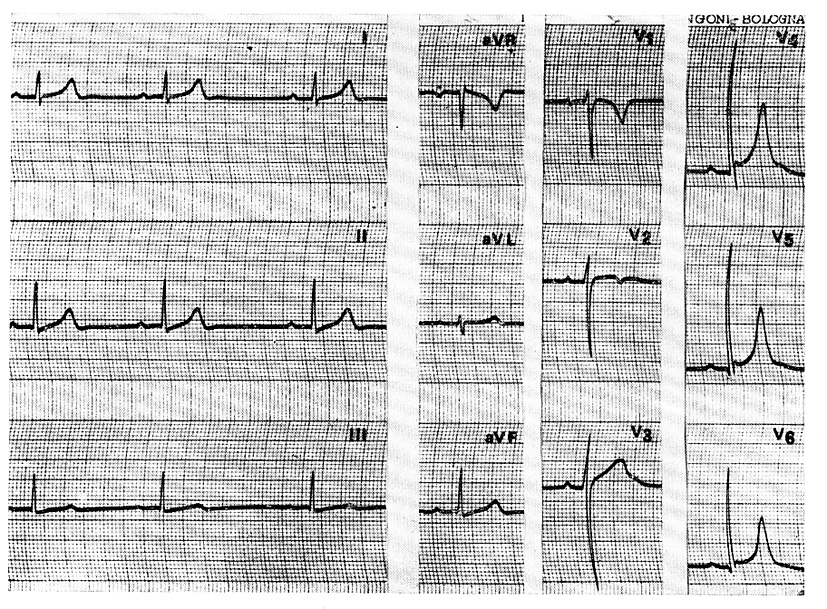 NGONI - BOLOGNA
I
aVR
V1
V4
II
aVL
V2
V5
III
aVF
V3
V6